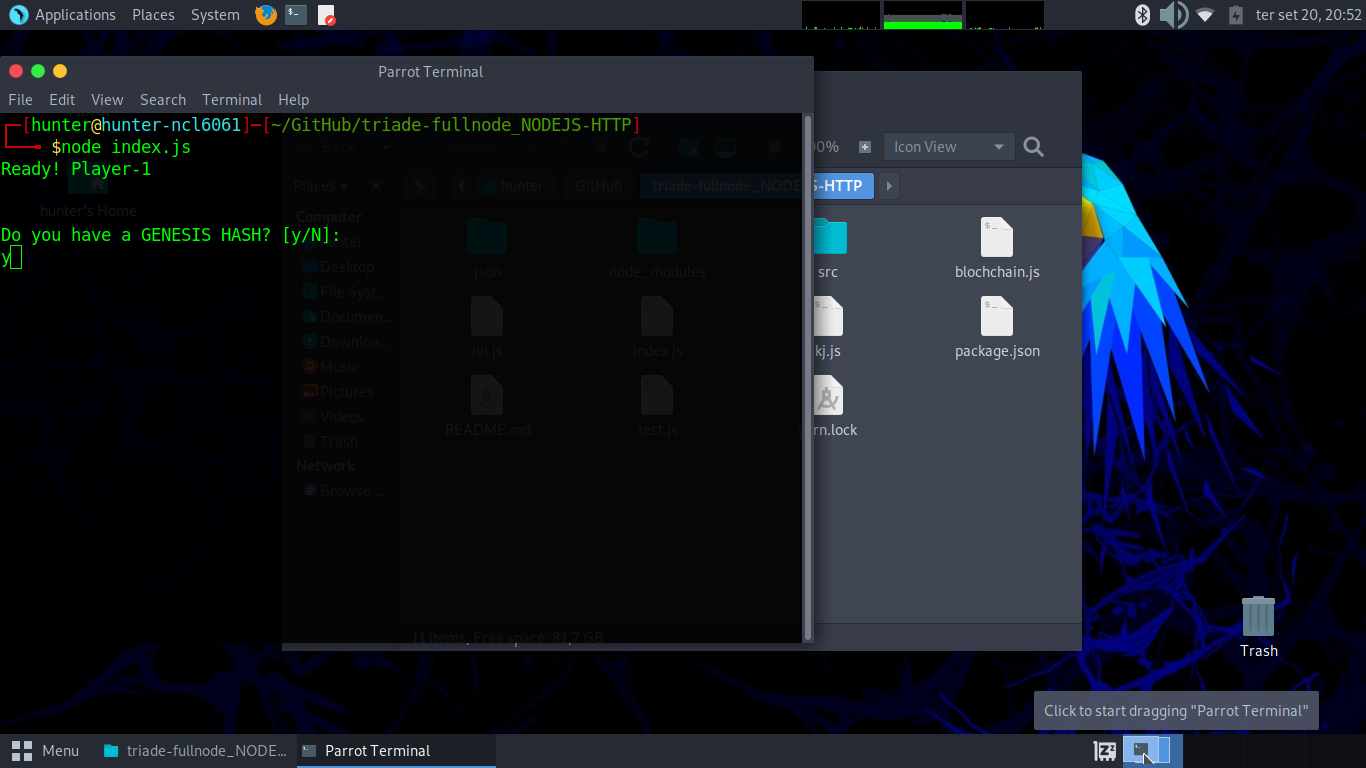 Applications Places System
ter set 20, 20:52
Parrot Terminal
File Edit View Search Terminal Help
[hunter@hunter-ncl6061]─[~/GitHub/triade-fullnode_NODEJS-HTTP]
$node index.js
Ready! Player-1
Do you have a GENESIS HASH? [y/N]:
y
Back
00%
Icon View
Places
hunter
GitHub
triade-fullnode_NODEJS-HTTP
hunter's Home
Computer
Desktop
File Syst...
Documen...
Downloa...
Music
Pictures
Videos
Trash
Network
Browse ...
json
node_modules
src
blochchain.js
hh.js
index.js
kj.js
package.json
README.md
test.js
rn.lock
11 items, Free space: 81,7 GB
Trash
Click to start dragging "Parrot Terminal"
Menu
triade-fullnode_NODE...
Parrot Terminal